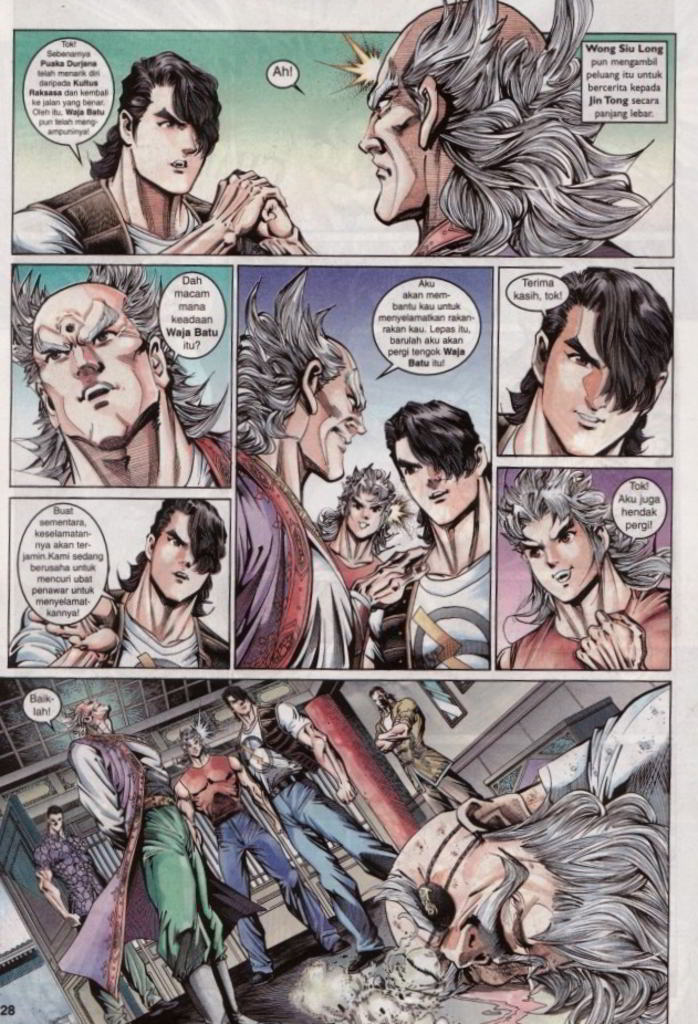 Tok!
Sebenarnya
Puaka Durjana
telah menarik diri
daripada Kultus
Raksasa dan kembali
ke jalan yang benar.
Oleh itu, Waja Batu
pun telah meng-
ampuninya!
Ah!
Wong Siu Long
pun mengambil
peluang itu untuk
bercerita kepada
Jin Tong secara
panjang lebar.
Dah
macam
mana
keadaan
Waja Batu
itu?
Buat
sementara,
keselamatan-
nya akan ter-
jamin.Kami sedang
berusaha untuk
mencuri ubat
penawar untuk
menyelamat-
kannya!
Aku
akan mem-
bantu kau untuk
menyelamatkan rakan-
rakan kau. Lepas itu,
barulah aku akan
pergi tengok Waja
Batu itu!
Terima
kasih, tok!
Tok!
Aku juga
hendak
pergi!
Baik-
lah!
28